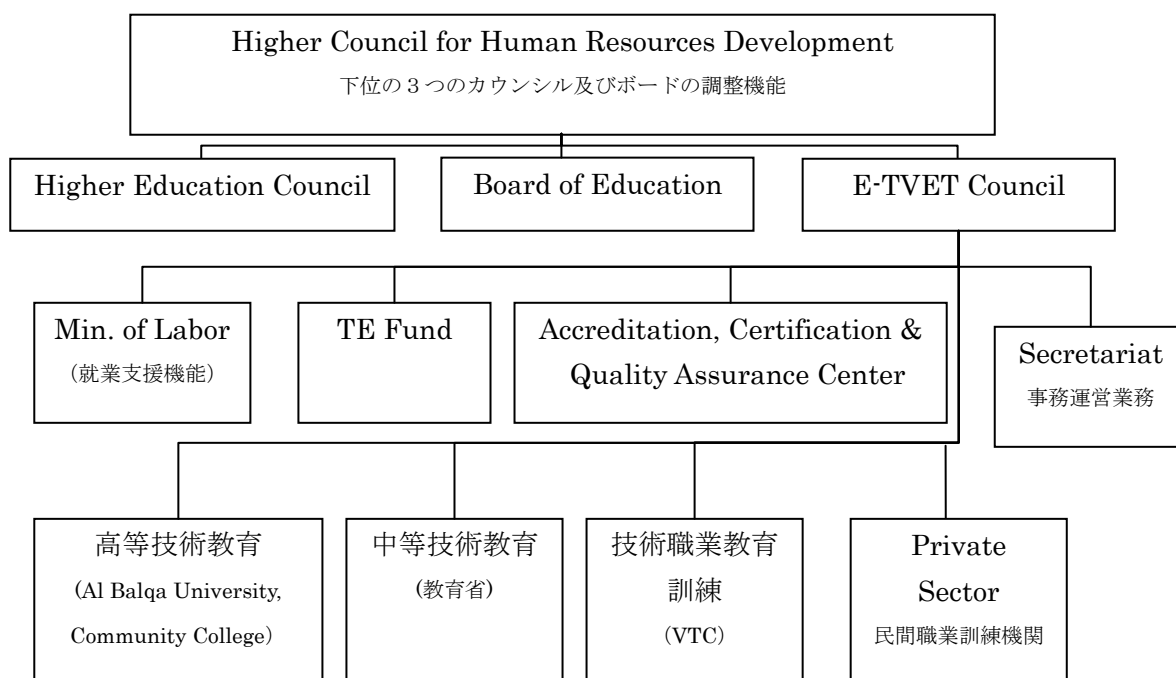 Higher Council for Human Resources Development
下位の３つのカウンシル及びボードの調整機能
Higher Education Council
Board of Education
E-TVET Council
Min. of Labor
（就業支援機能）
TE Fund
Accreditation, Certification &
Quality Assurance Center
Secretariat
事務運営業務
高等技術教育
(Al Balqa University,
Community College）
中等技術教育
(教育省)
技術職業教育
訓練
（VTC）
Private
Sector
民間職業訓練機関